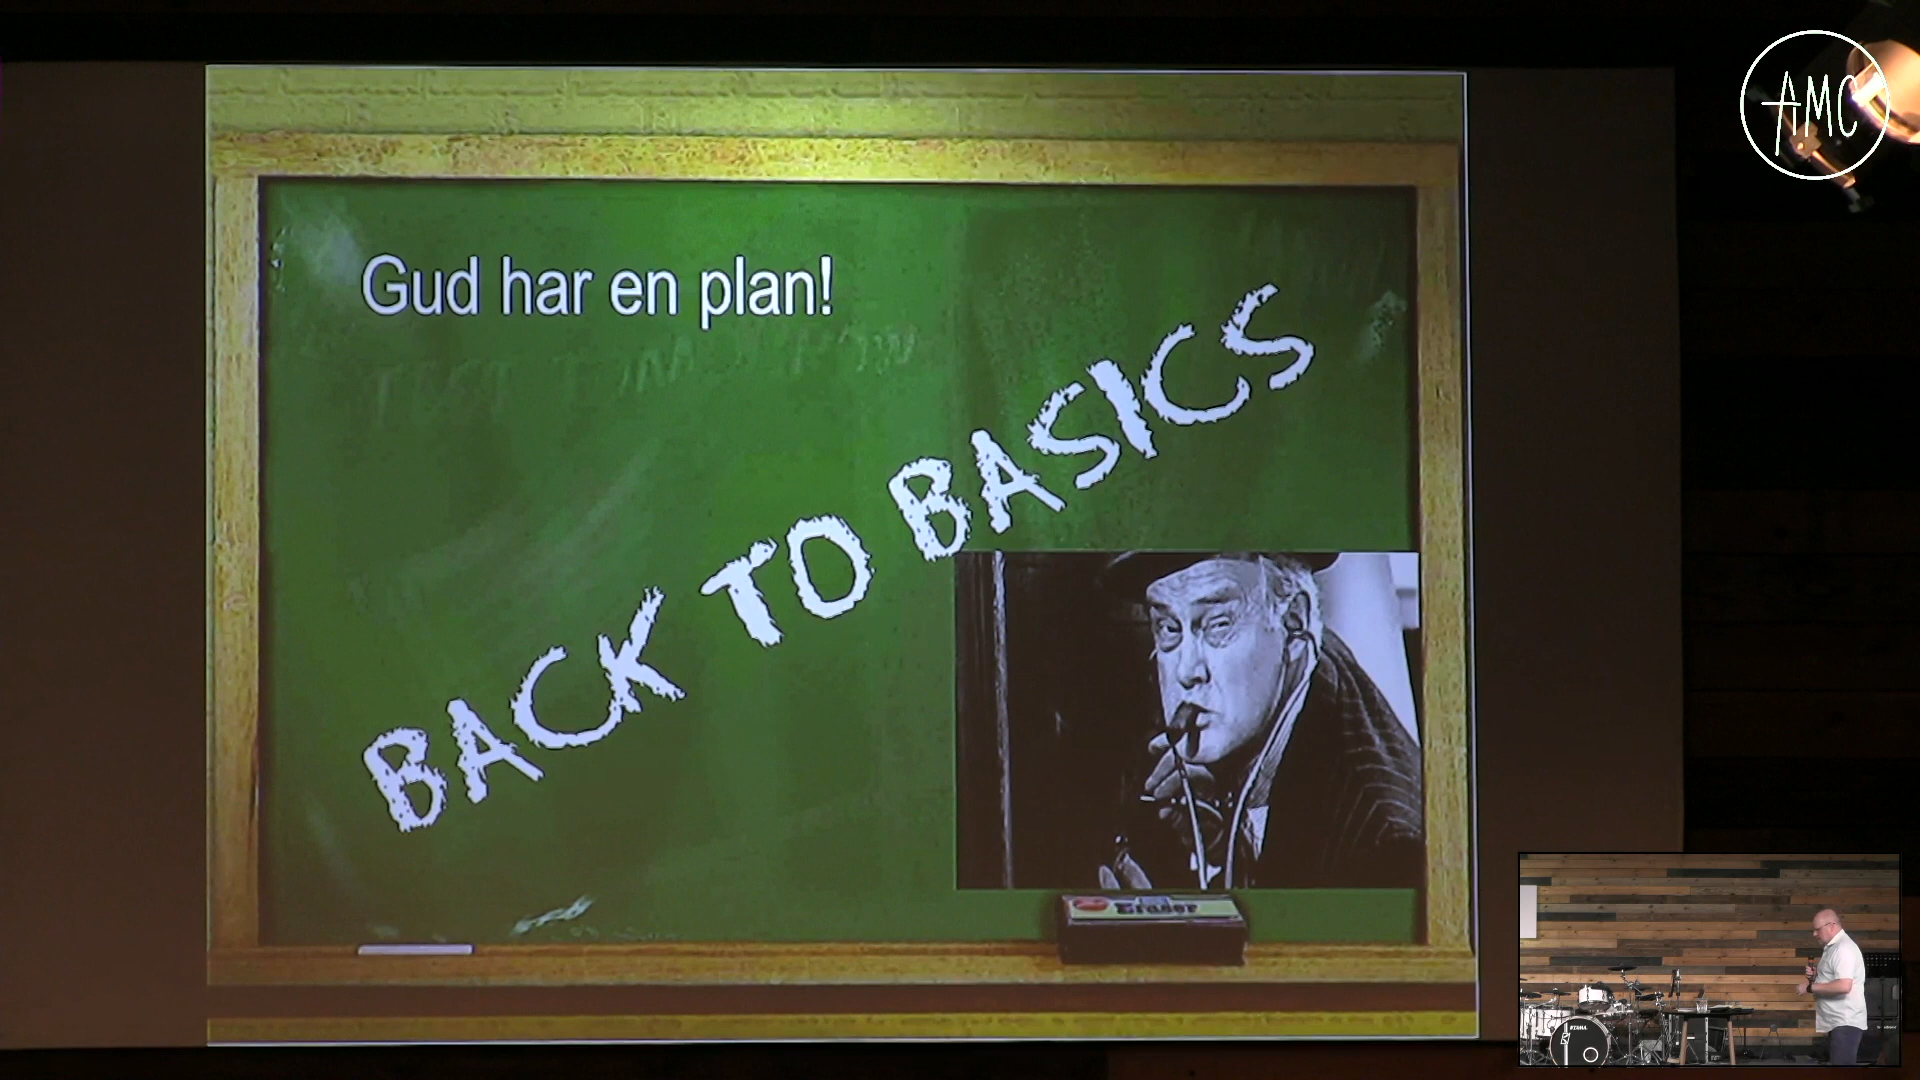 AMC
Gud har en plan!
BACK TO BASICS
Eraser
TAMA